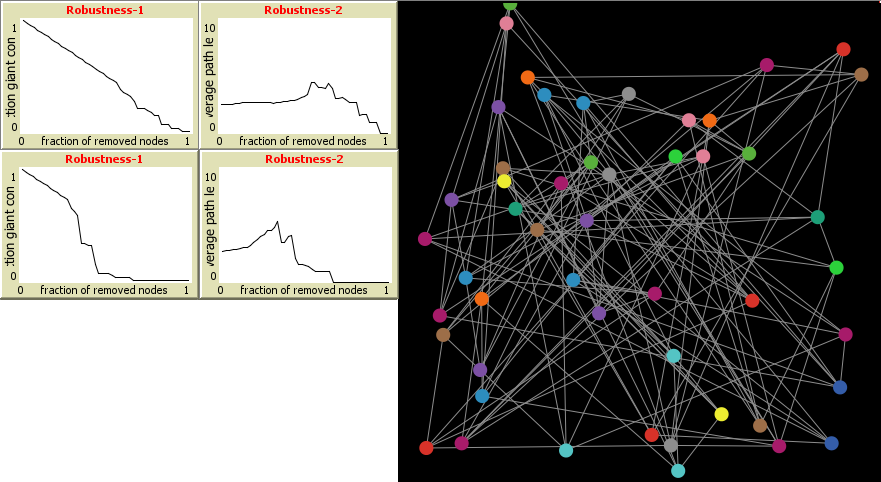 Robustness-1
1
:tion giant con
0
0 fraction of removed nodes 1
Robustness-2
10
verage path le
0
0 fraction of removed nodes 1
Robustness-1
1
:tion giant con
0
0 fraction of removed nodes 1
Robustness-2
10
verage path le
0
0 fraction of removed nodes 1